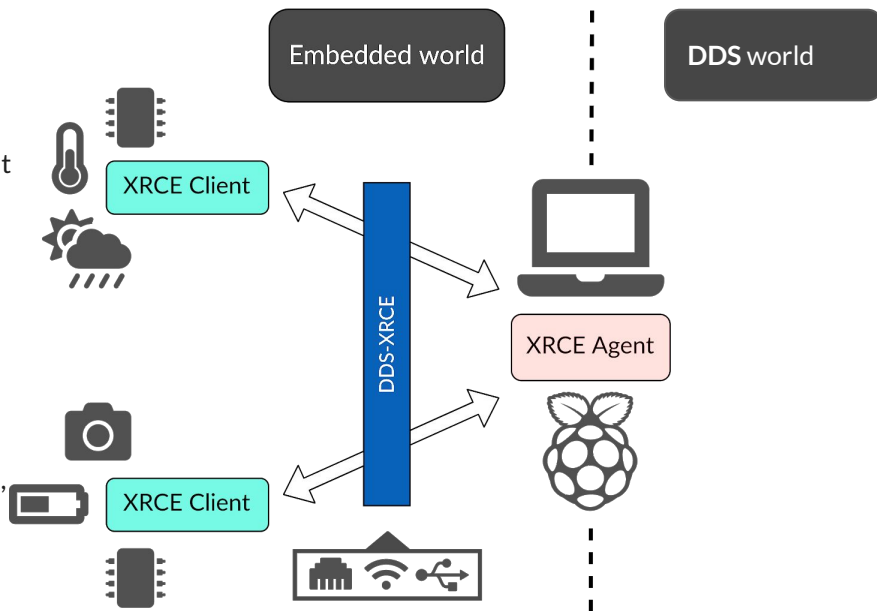 Embedded world
DDS world
t
XRCE Client
DDS-XRCE
XRCE Agent
,
XRCE Client